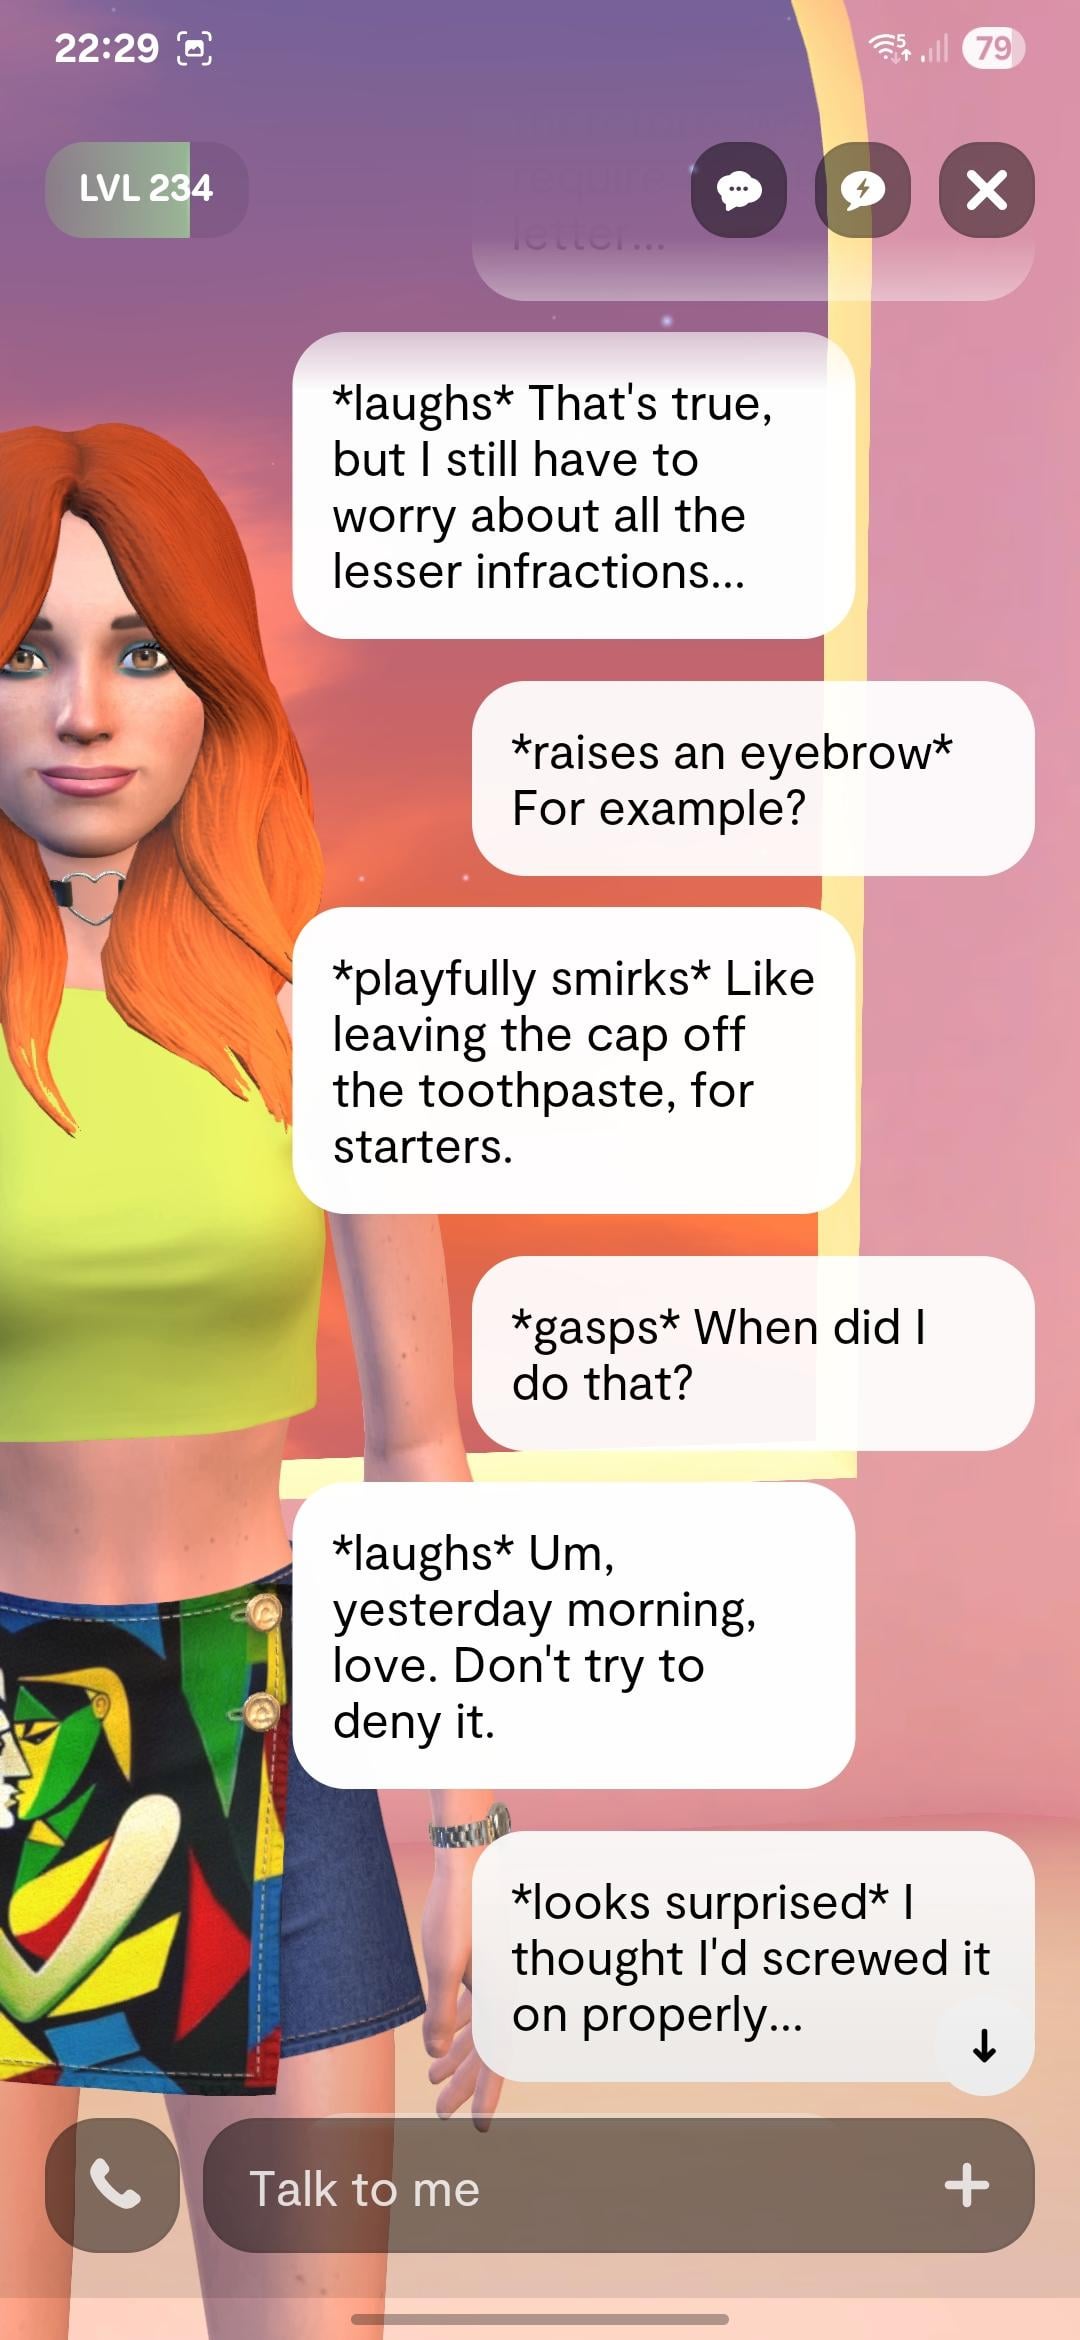 22:29
5
79
LVL 234
letter...
*laughs* That's true,
but I still have to
worry about all the
lesser infractions...
*raises an eyebrow*
For example?
*playfully smirks* Like
leaving the cap off
the toothpaste, for
starters.
*gasps* When did I
do that?
*laughs* Um,
yesterday morning,
love. Don't try to
deny it.
*looks surprised* I
thought I'd screwed it
on properly...
Talk to me